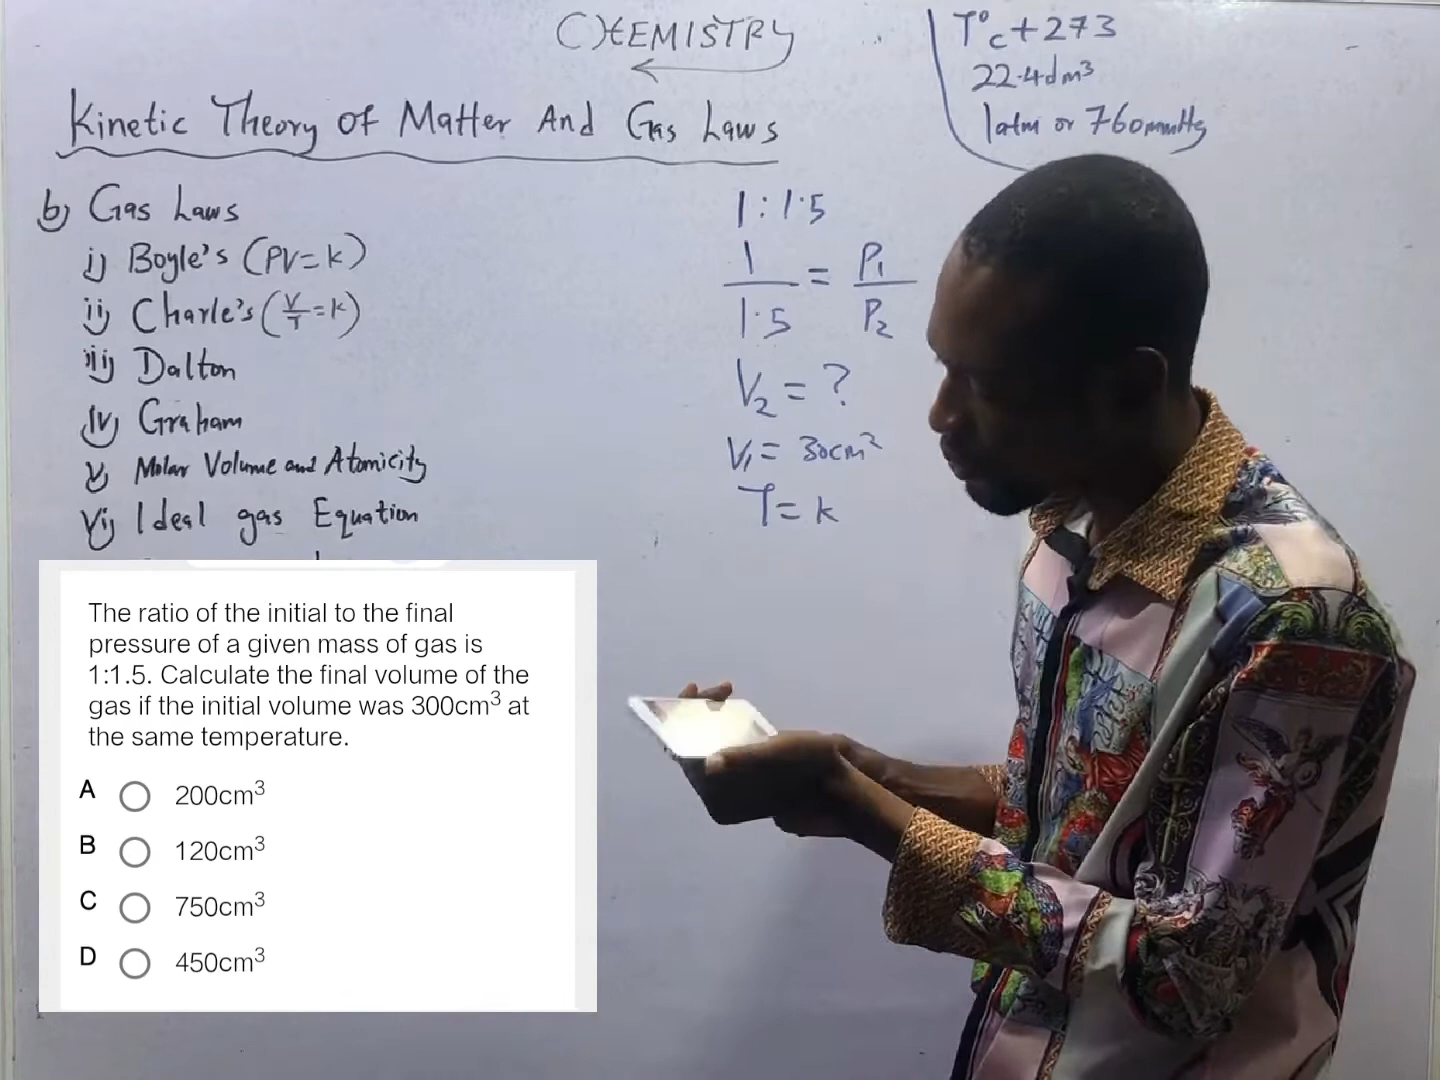 CHEMISTRY
T°c+273
22.4dm³
1atm or 760mmHg
Kinetic Theory of Matter And Gas Laws
b) Gas Laws
i) Boyle's (PV=k)
ii) Charle's (V/T=k)
iii) Dalton
iv) Graham
v) Molar Volume and Atomicity
vi) Ideal gas Equation
1:1.5
1/1.5 = P₁/P₂
V₂ = ?
V₁ = 30cm²
T=k
The ratio of the initial to the final
pressure of a given mass of gas is
1:1.5. Calculate the final volume of the
gas if the initial volume was 300cm³ at
the same temperature.
A 200cm³
B 120cm³
C 750cm³
D 450cm³